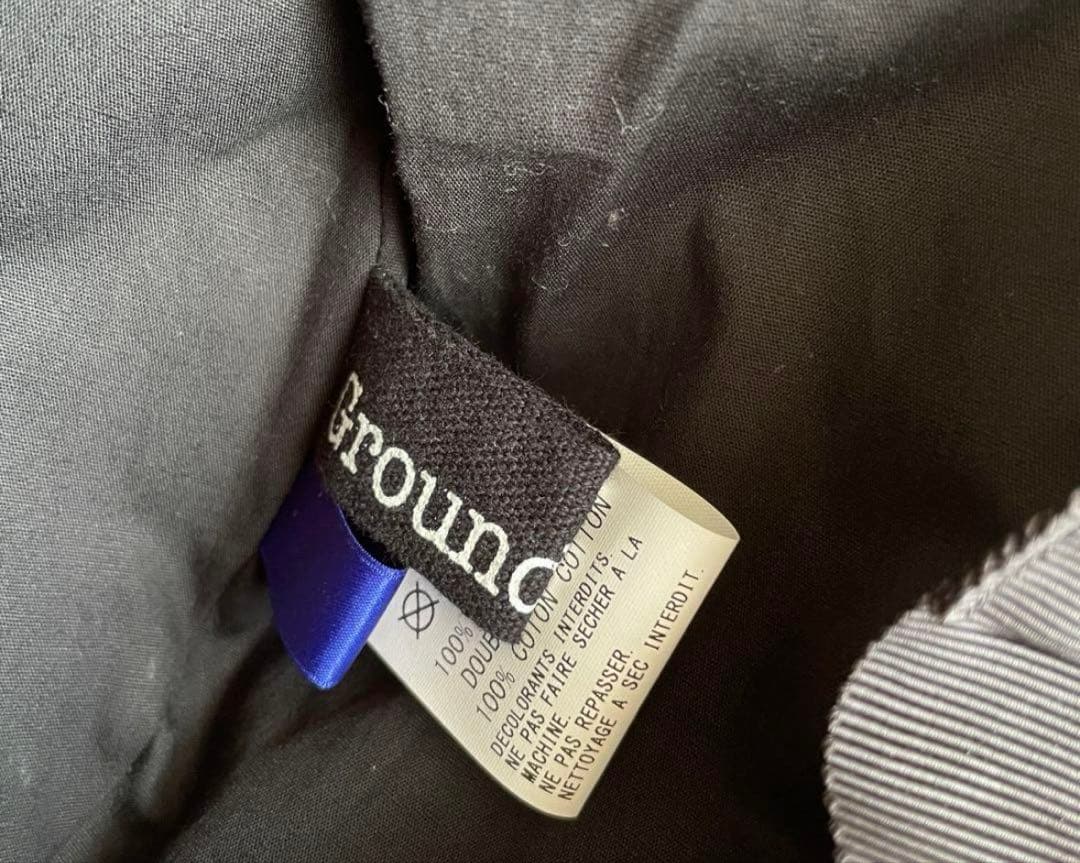 Ground
100%
DOUB
100% COTON COTTON
DECOLORANTS INTERDITS.
NE PAS FAIRE SECHER A LA
MACHINE.
NE PAS REPASSER.
NETTOYAGE A SEC INTERDIT.